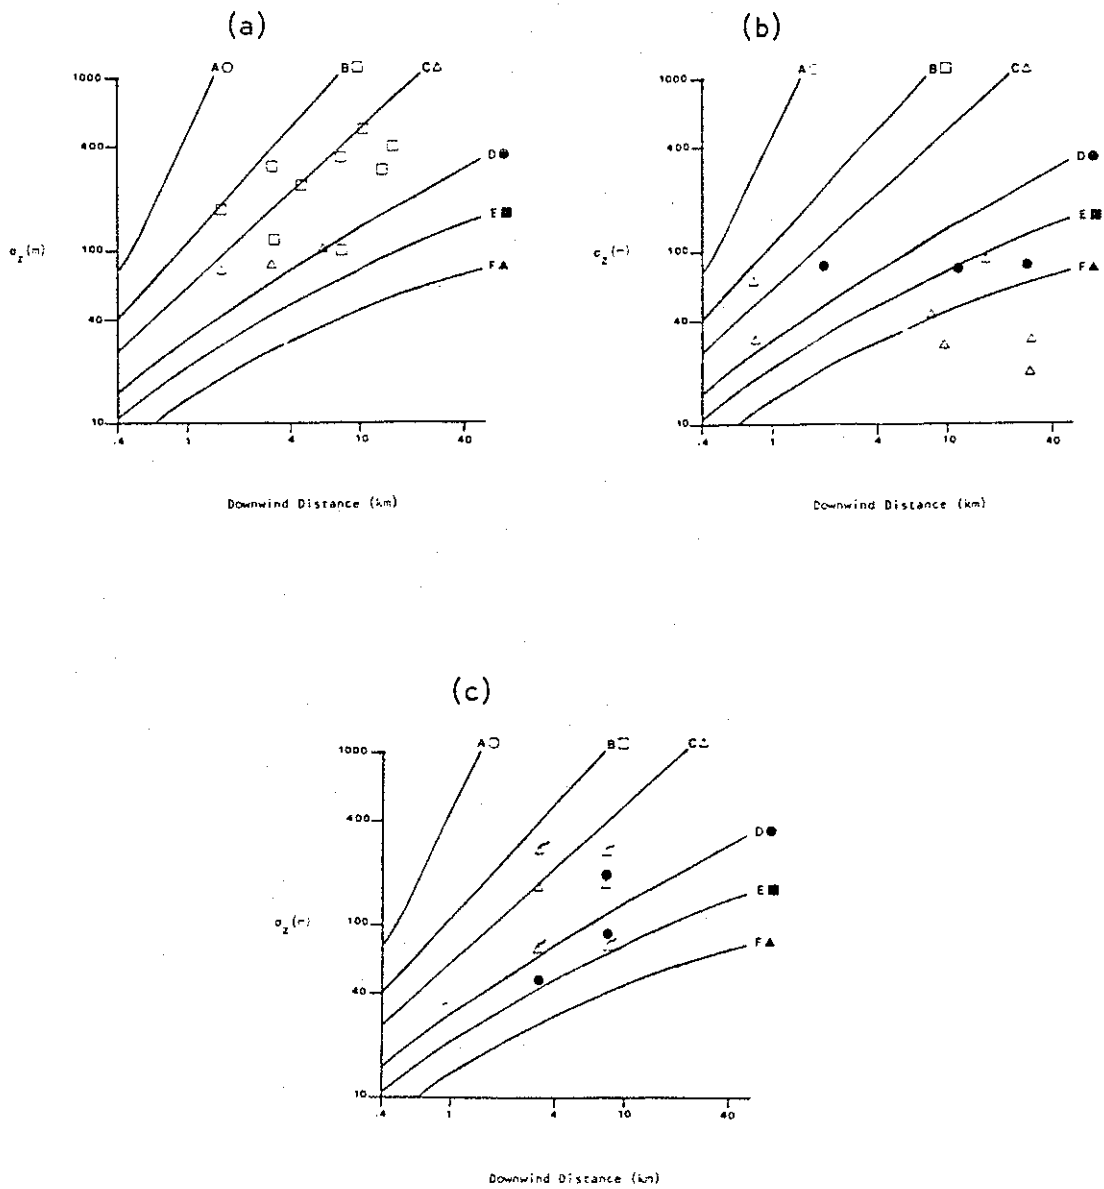 (a)
A○ B□ C△
1000
400
D●
E■
100
σz(m)
F▲
40
10
.4 1 4 10 40
Downwind Distance (km)
(b)
A B□ C△
1000
400
D●
E■
100
σz(m)
F▲
40
10
.4 1 4 10 40
Downwind Distance (km)
(c)
A○ B□ C△
1000
400
D●
E■
100
σz(m)
F▲
40
10
.4 1 4 10 40
Downwind Distance (km)